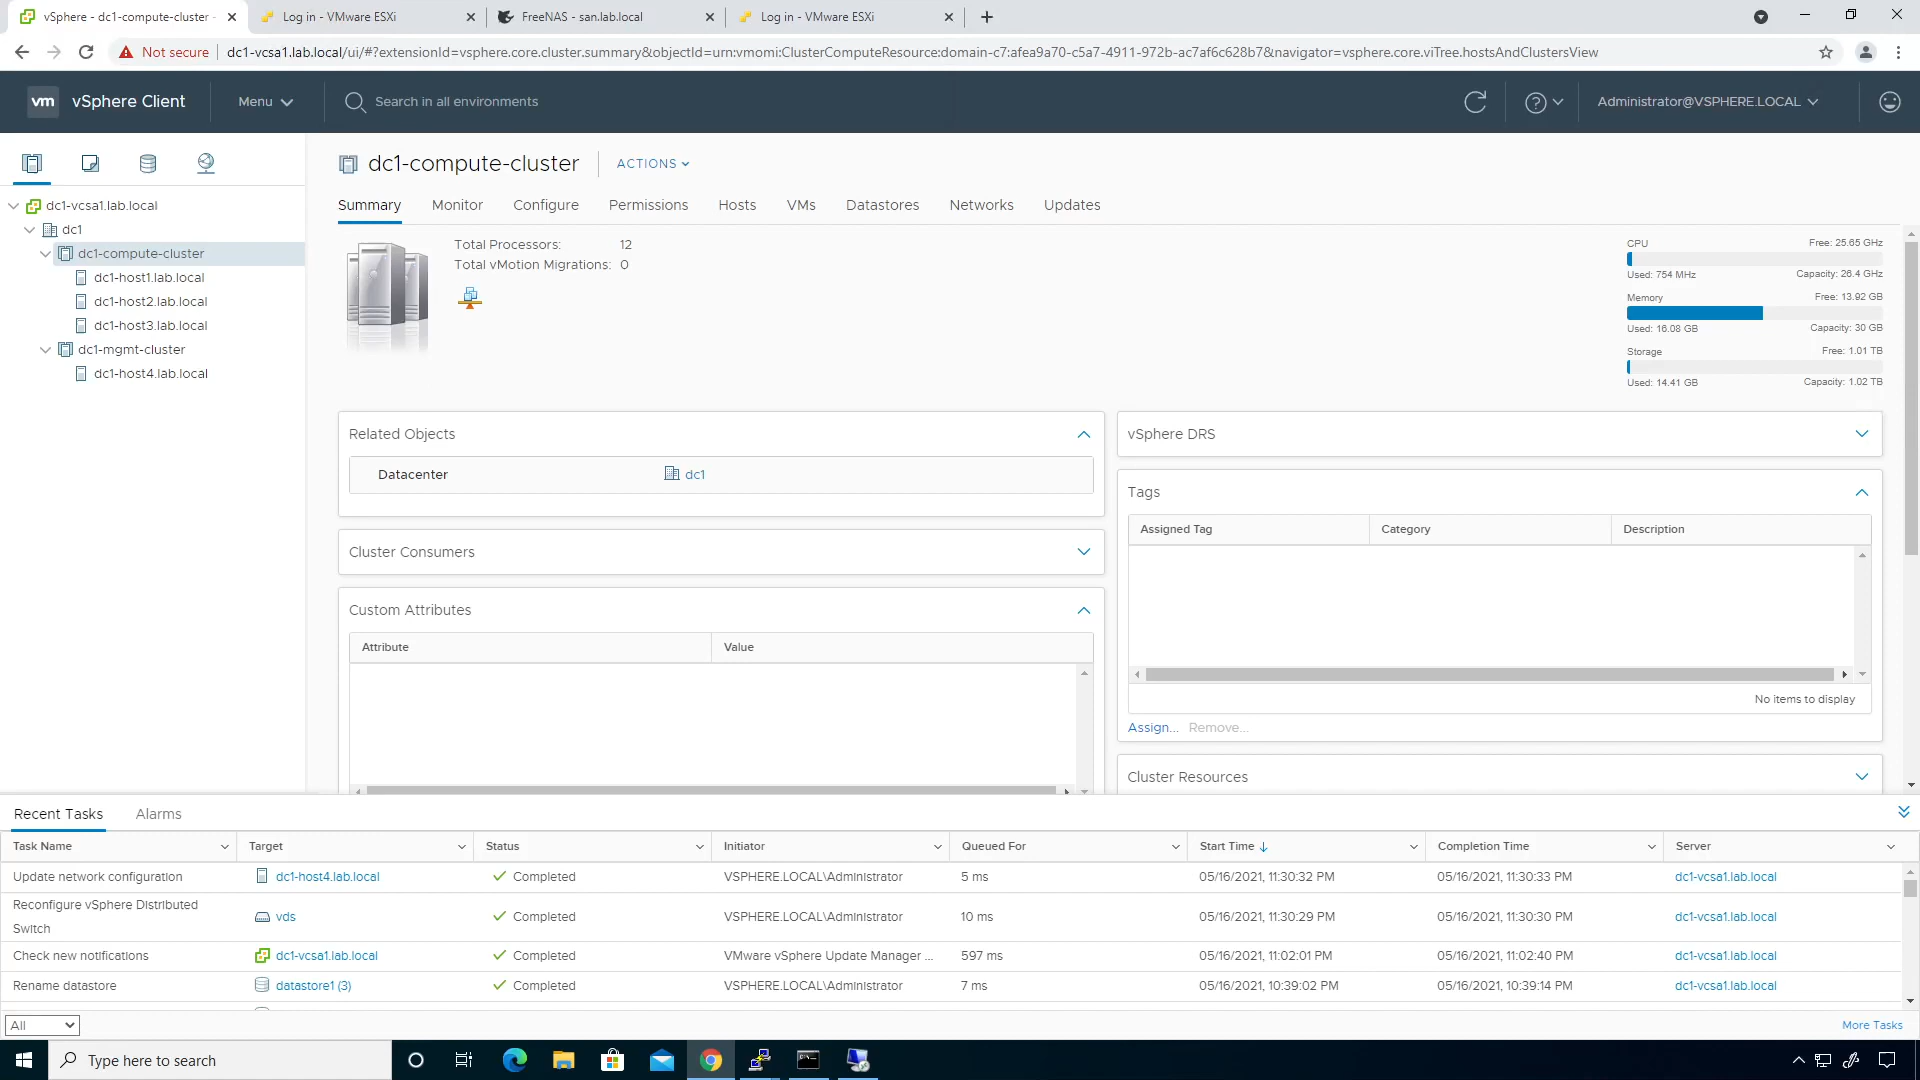 vSphere - dc1-compute-cluster -
Log in - VMware ESXi
FreeNAS - san.lab.local
Log in - VMware ESXi
Not secure
dc1-vcsa1.lab.local/ui/#?extensionId=vsphere.core.cluster.summary&objectId=urn:vmomi:ClusterComputeResource:domain-c7:afea9a70-c5a7-4911-972b-ac7af6c628b7&navigator=vsphere.core.viTree.hostsAndClustersView
vm vSphere Client
Menu
Search in all environments
Administrator@VSPHERE.LOCAL
dc1-vcsa1.lab.local
dc1
dc1-compute-cluster
dc1-host1.lab.local
dc1-host2.lab.local
dc1-host3.lab.local
dc1-mgmt-cluster
dc1-host4.lab.local
dc1-compute-cluster
ACTIONS
Summary Monitor Configure Permissions Hosts VMs Datastores Networks Updates
Total Processors: 12
Total vMotion Migrations: 0
CPU Free: 25.65 GHz
Used: 754 MHz Capacity: 26.4 GHz
Memory Free: 13.92 GB
Used: 16.08 GB Capacity: 30 GB
Storage Free: 1.01 TB
Used: 14.41 GB Capacity: 1.02 TB
Related Objects
Datacenter dc1
Cluster Consumers
Custom Attributes
Attribute Value
vSphere DRS
Tags
Assigned Tag Category Description
No items to display
Assign... Remove...
Cluster Resources
Recent Tasks Alarms
Task Name Target Status Initiator Queued For Start Time Completion Time Server
Update network configuration dc1-host4.lab.local Completed VSPHERE.LOCAL\Administrator 5 ms 05/16/2021, 11:30:32 PM 05/16/2021, 11:30:33 PM dc1-vcsa1.lab.local
Reconfigure vSphere Distributed
Switch vds Completed VSPHERE.LOCAL\Administrator 10 ms 05/16/2021, 11:30:29 PM 05/16/2021, 11:30:30 PM dc1-vcsa1.lab.local
Check new notifications dc1-vcsa1.lab.local Completed VMware vSphere Update Manager ... 597 ms 05/16/2021, 11:02:01 PM 05/16/2021, 11:02:40 PM dc1-vcsa1.lab.local
Rename datastore datastore1 (3) Completed VSPHERE.LOCAL\Administrator 7 ms 05/16/2021, 10:39:02 PM 05/16/2021, 10:39:14 PM dc1-vcsa1.lab.local
All
More Tasks
Type here to search